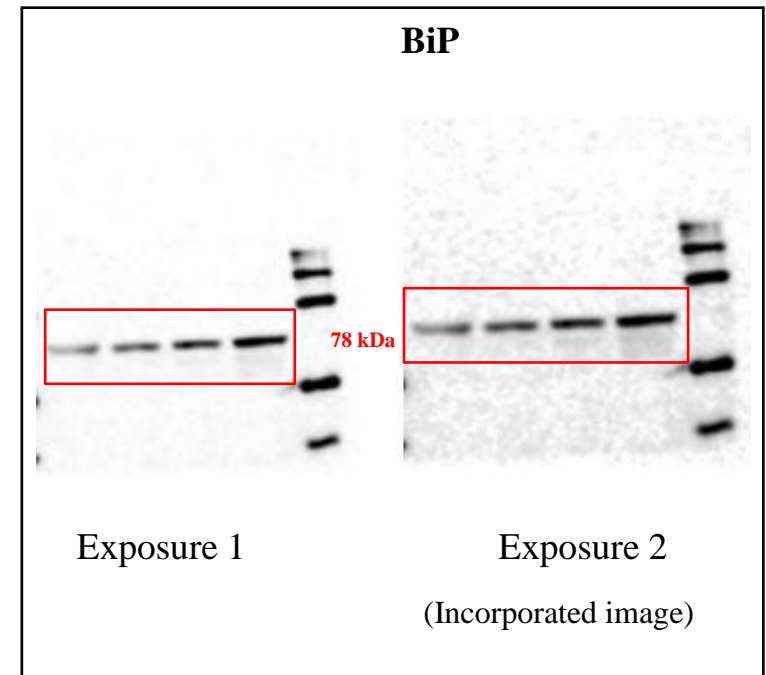 BiP
78 kDa
Exposure 1
Exposure 2
(Incorporated image)